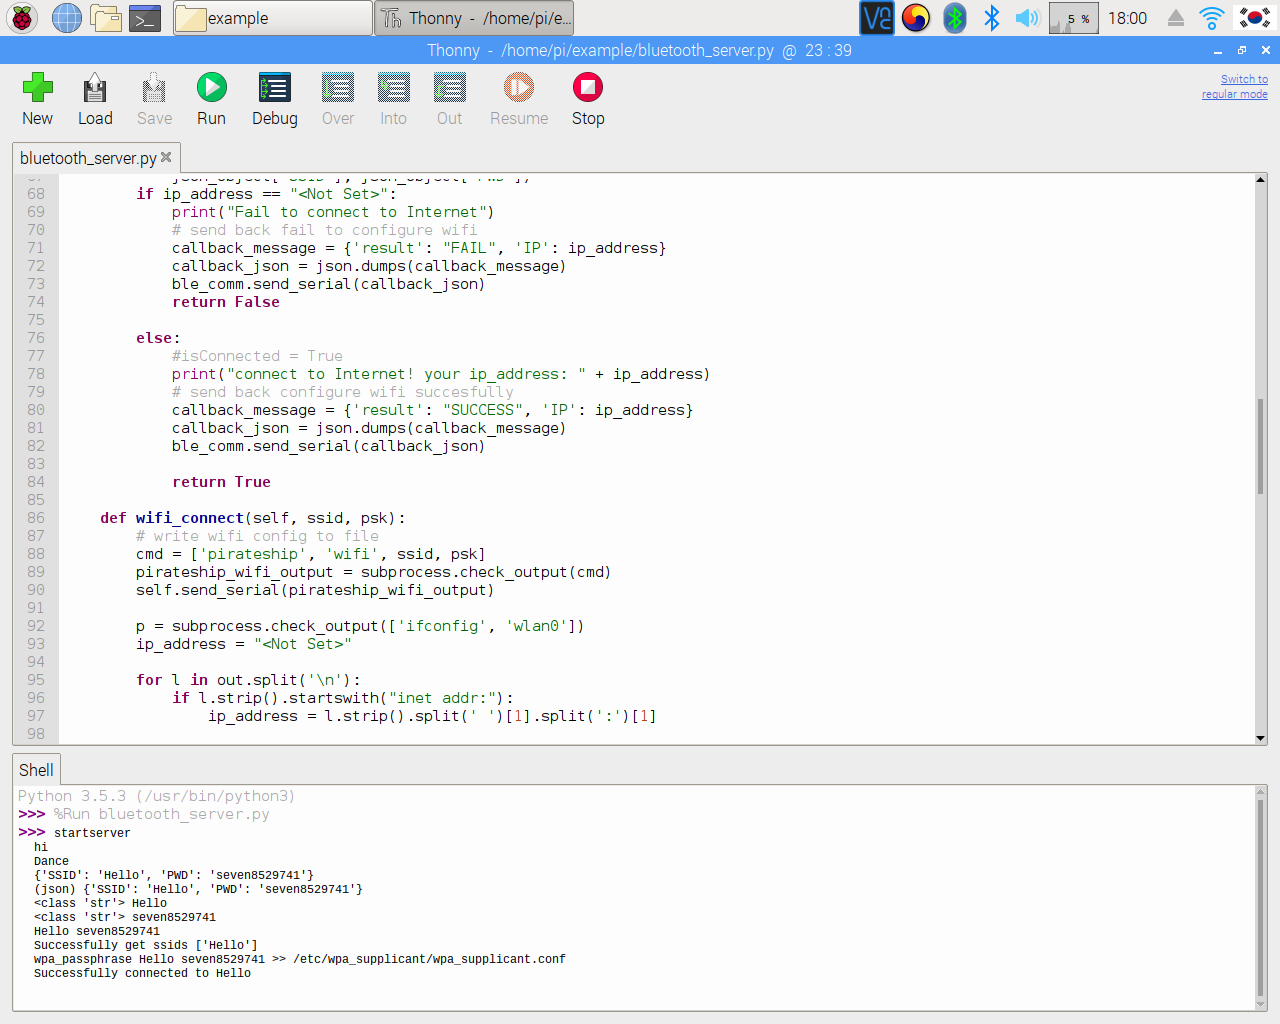 example
Thonny - /home/pi/e...
VNC
5 %
18:00
Thonny - /home/pi/example/bluetooth_server.py @ 23 : 39
New
Load
Save
Run
Debug
Over
Into
Out
Resume
Stop
Switch to
regular mode
bluetooth_server.py
67 json_object['SSID'], json_object['PWD'])
68 if ip_address == "<Not Set>":
69 print("Fail to connect to Internet")
70 # send back fail to configure wifi
71 callback_message = {'result': "FAIL", 'IP': ip_address}
72 callback_json = json.dumps(callback_message)
73 ble_comm.send_serial(callback_json)
74 return False
75
76 else:
77 #isConnected = True
78 print("connect to Internet! your ip_address: " + ip_address)
79 # send back configure wifi succesfully
80 callback_message = {'result': "SUCCESS", 'IP': ip_address}
81 callback_json = json.dumps(callback_message)
82 ble_comm.send_serial(callback_json)
83
84 return True
85
86 def wifi_connect(self, ssid, psk):
87 # write wifi config to file
88 cmd = ['pirateship', 'wifi', ssid, psk]
89 pirateship_wifi_output = subprocess.check_output(cmd)
90 self.send_serial(pirateship_wifi_output)
91
92 p = subprocess.check_output(['ifconfig', 'wlan0'])
93 ip_address = "<Not Set>"
94
95 for l in out.split('\n'):
96 if l.strip().startswith("inet addr:"):
97 ip_address = l.strip().split(' ')[1].split(':')[1]
98
Shell
Python 3.5.3 (/usr/bin/python3)
>>> %Run bluetooth_server.py
>>> startserver
hi
Dance
{'SSID': 'Hello', 'PWD': 'seven8529741'}
(json) {'SSID': 'Hello', 'PWD': 'seven8529741'}
<class 'str'> Hello
<class 'str'> seven8529741
Hello seven8529741
Successfully get ssids ['Hello']
wpa_passphrase Hello seven8529741 >> /etc/wpa_supplicant/wpa_supplicant.conf
Successfully connected to Hello